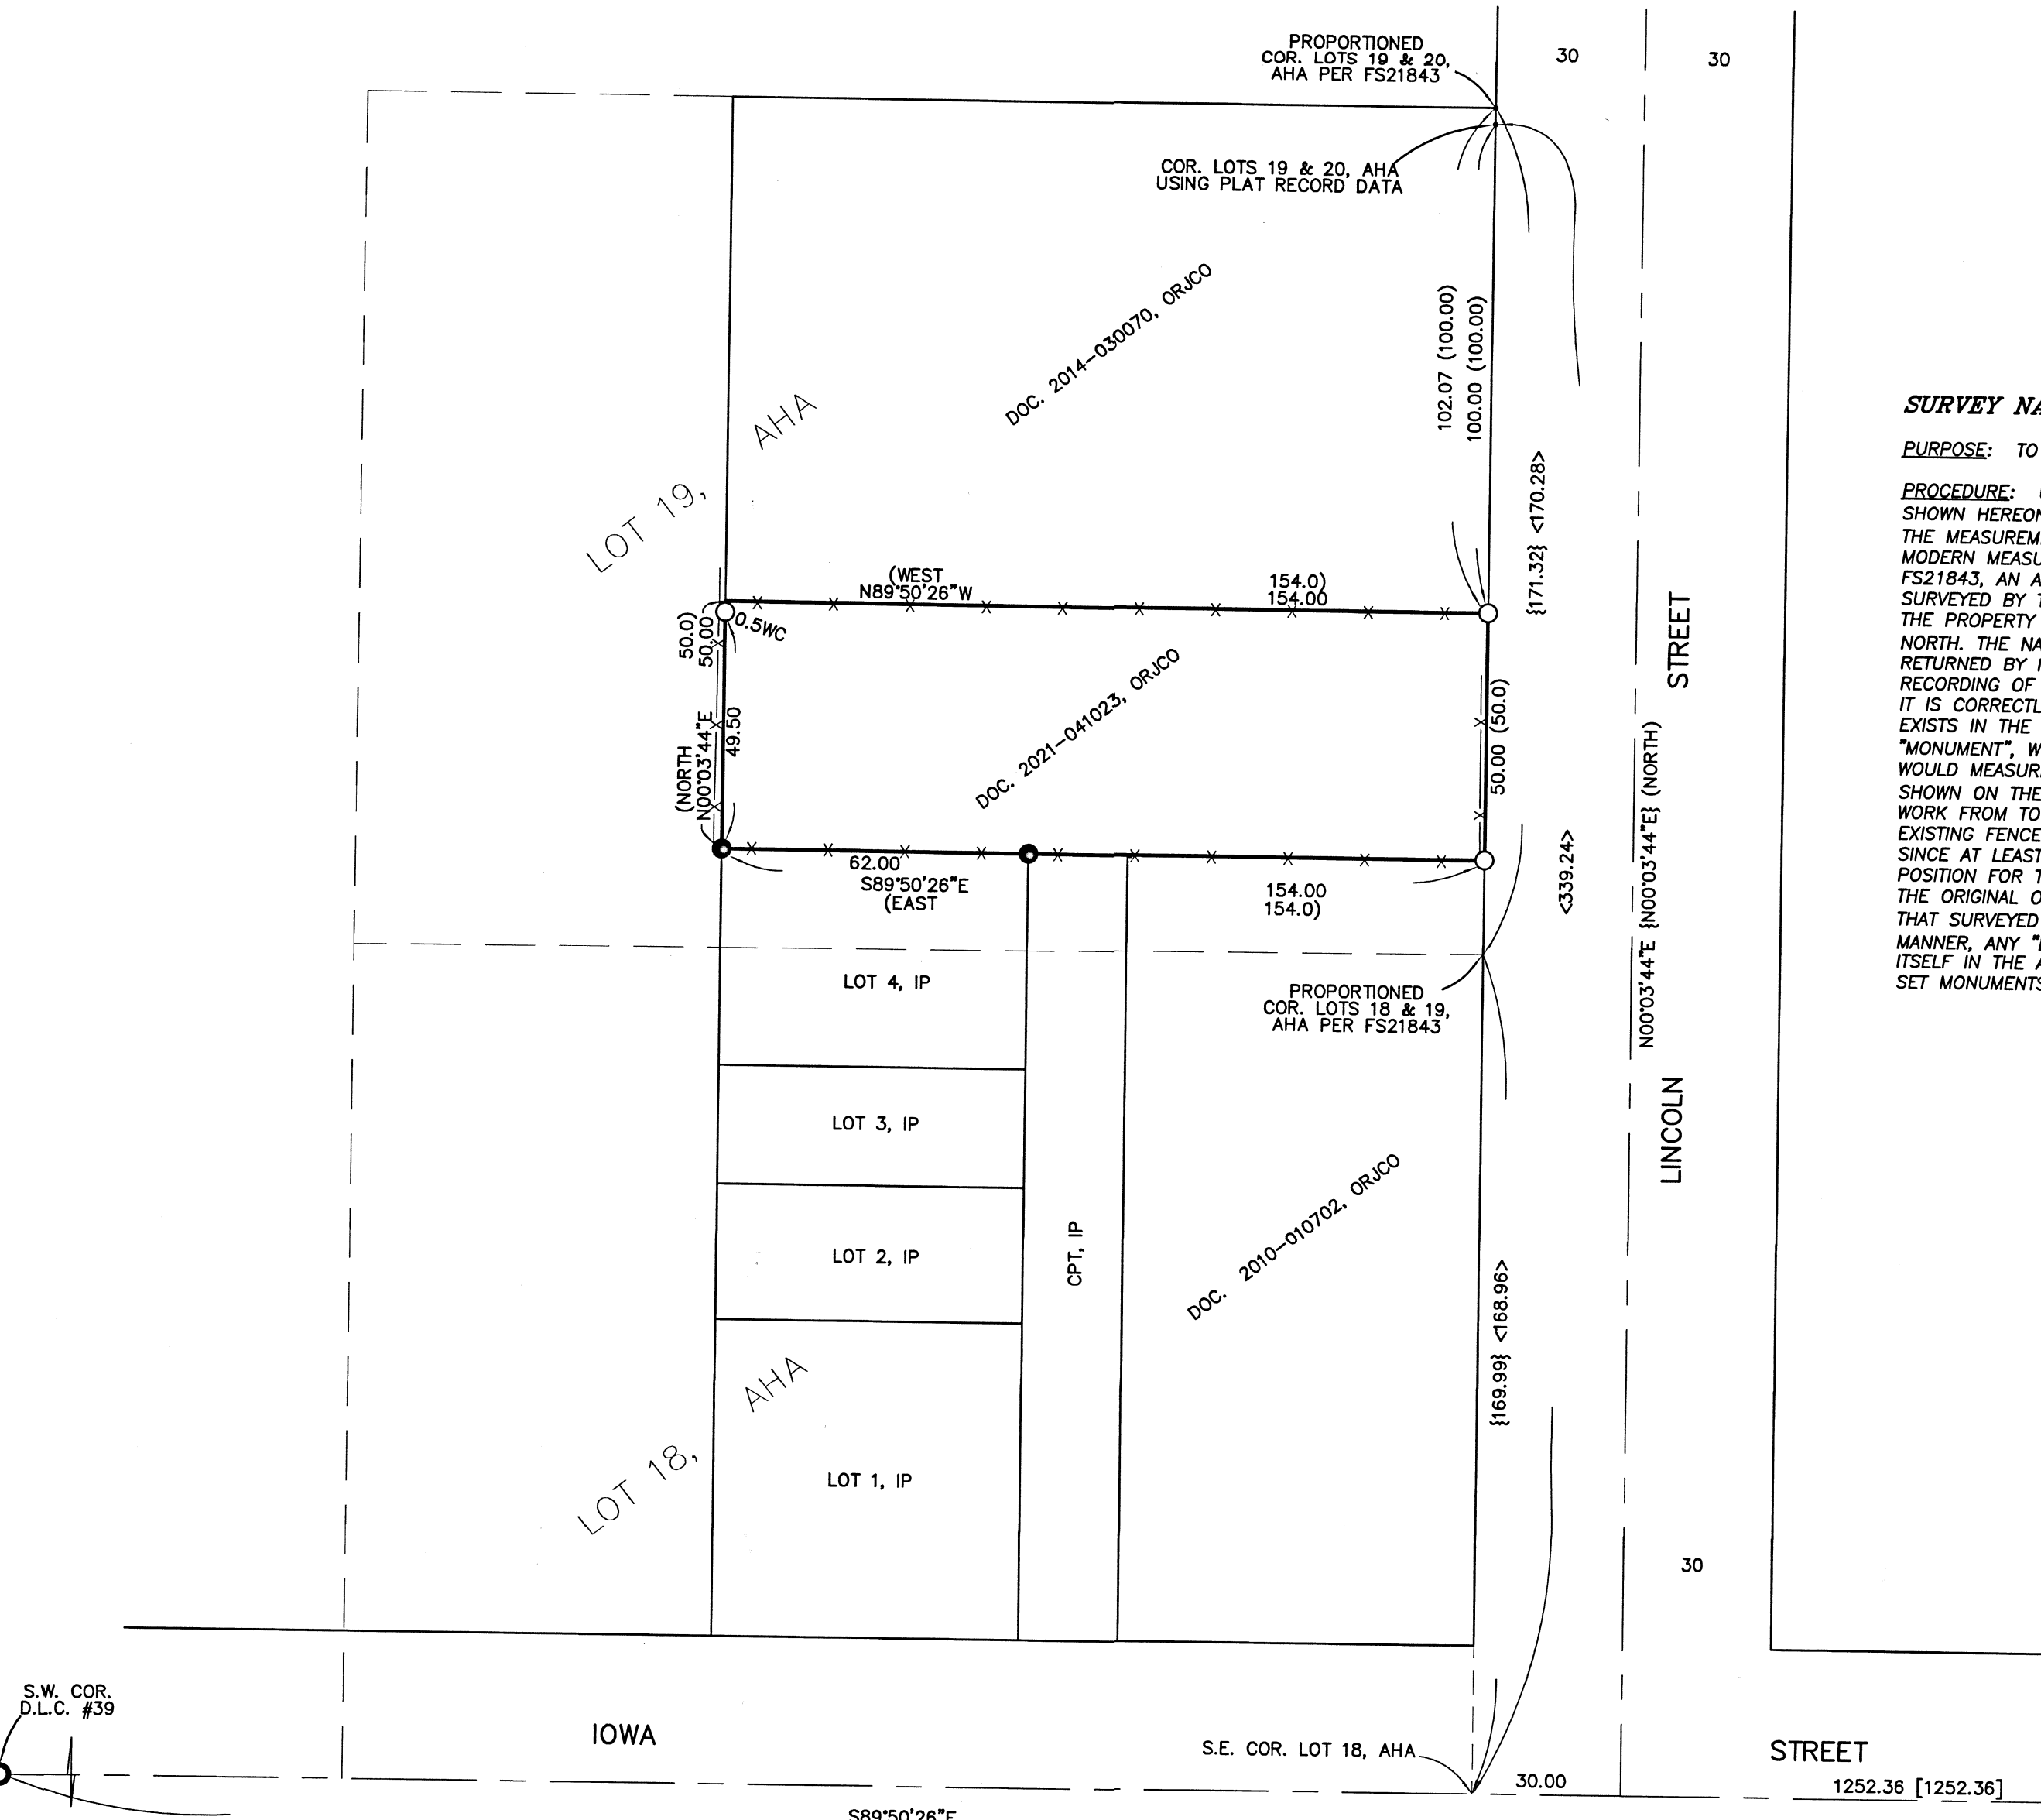 PROPORTIONED
COR. LOTS 19 & 20,
AHA PER FS21843
30
30
COR. LOTS 19 & 20, AHA
USING PLAT RECORD DATA
DOC. 2014-030070, ORJCO
102.07 (100.00)
100.00 (100.00)
LOT 19, AHA
{171.32} <170.28>
(WEST
N89°50'26"W
154.0)
154.00
50.0)
50.00
0.5WC
(NORTH
N00°03'44"E
49.50
DOC. 2021-041023, ORJCO
50.00 (50.0)
62.00
S89°50'26"E
(EAST
154.00
154.0)
<339.24>
N00°03'44"E {N00°03'44"E} (NORTH)
LINCOLN STREET
LOT 4, IP
PROPORTIONED
COR. LOTS 18 & 19,
AHA PER FS21843
LOT 3, IP
LOT 2, IP
CPT, IP
DOC. 2010-010702, ORJCO
{169.99} <168.96>
LOT 18, AHA
LOT 1, IP
30
S.W. COR.
D.L.C. #39
IOWA STREET
S.E. COR. LOT 18, AHA
30.00
1252.36 [1252.36]
S89°50'26"E
SURVEY NA
PURPOSE: TO
PROCEDURE:
SHOWN HEREON
THE MEASUREM
MODERN MEASU
FS21843, AN A
SURVEYED BY T
THE PROPERTY
NORTH. THE NA
RETURNED BY
RECORDING OF
IT IS CORRECTL
EXISTS IN THE
"MONUMENT", W
WOULD MEASUR
SHOWN ON THE
WORK FROM TO
EXISTING FENCE
SINCE AT LEAST
POSITION FOR T
THE ORIGINAL O
THAT SURVEYED
MANNER, ANY
ITSELF IN THE A
SET MONUMENTS